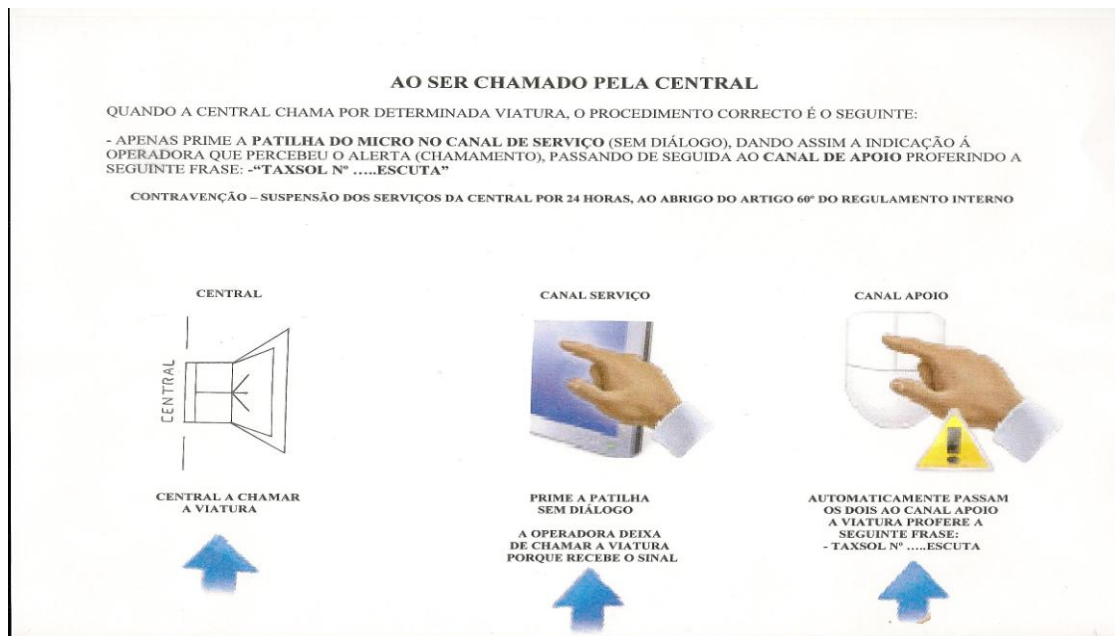 AO SER CHAMADO PELA CENTRAL
QUANDO A CENTRAL CHAMA POR DETERMINADA VIATURA, O PROCEDIMENTO CORRECTO É O SEGUINTE:
- APENAS PRIME A PATILHA DO MICRO NO CANAL DE SERVIÇO (SEM DIÁLOGO), DANDO ASSIM A INDICAÇÃO Á
OPERADORA QUE PERCEBEU O ALERTA (CHAMAMENTO), PASSANDO DE SEGUIDA AO CANAL DE APOIO PROFERINDO A
SEGUINTE FRASE: -“TAXSOL Nº …..ESCUTA”
CONTRAVENÇÃO – SUSPENSÃO DOS SERVIÇOS DA CENTRAL POR 24 HORAS, AO ABRIGO DO ARTIGO 60º DO REGULAMENTO INTERNO
CENTRAL
CENTRAL
CENTRAL A CHAMAR
A VIATURA
CANAL SERVIÇO
PRIME A PATILHA
SEM DIÁLOGO
A OPERADORA DEIXA
DE CHAMAR A VIATURA
PORQUE RECEBE O SINAL
CANAL APOIO
AUTOMATICAMENTE PASSAM
OS DOIS AO CANAL APOIO
A VIATURA PROFERE A
SEGUINTE FRASE:
- TAXSOL Nº …..ESCUTA